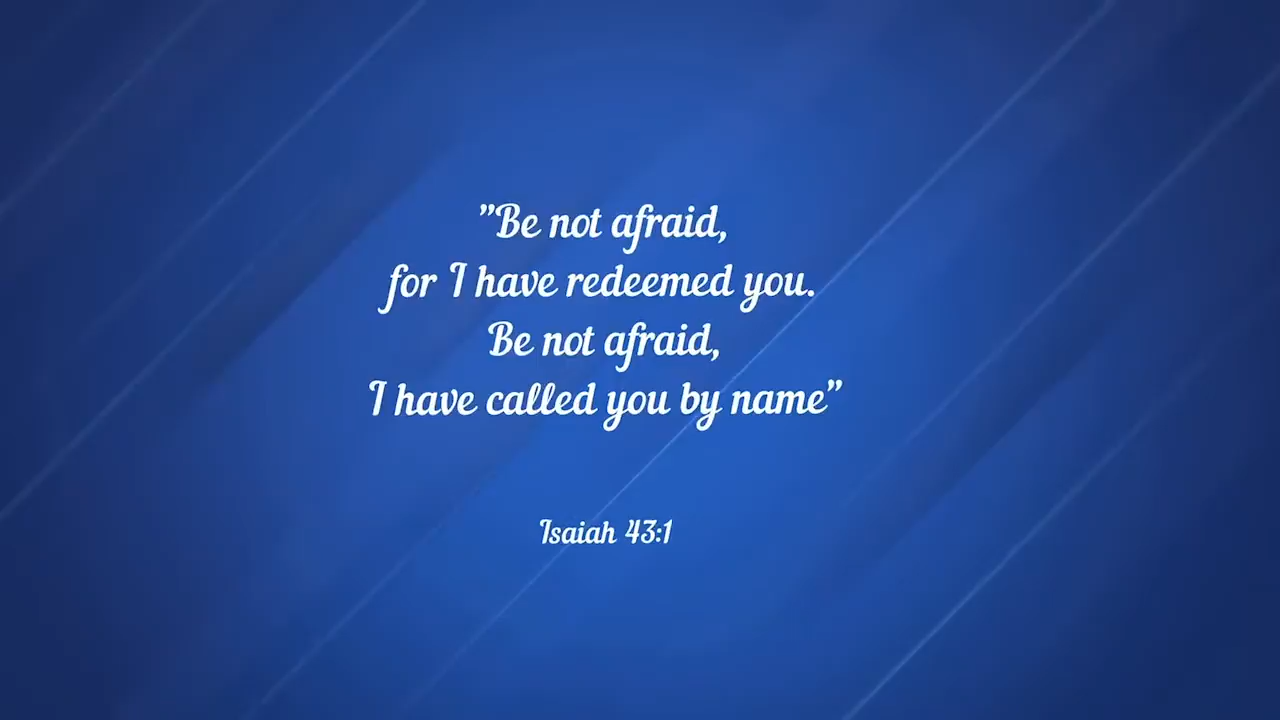 ”Be not afraid,
for I have redeemed you.
Be not afraid,
I have called you by name”
Isaiah 43:1